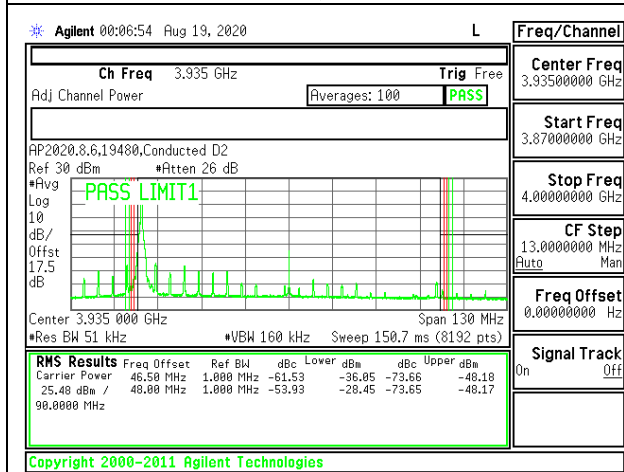 Agilent 00:06:54 Aug 19, 2020 L
Freq/Channel
Ch Freq 3.935 GHz Trig Free
Adj Channel Power Averages: 100 PASS
Center Freq
3.93500000 GHz
Start Freq
3.87000000 GHz
Stop Freq
4.00000000 GHz
CF Step
13.0000000 MHz
Auto Man
Freq Offset
0.00000000 Hz
Signal Track
On Off
AP2020.8.6,19480,Conducted D2
Ref 30 dBm #Atten 26 dB
#Avg
Log
10
dB/
Offst
17.5
dB
PASS LIMIT1
Center 3.935 000 GHz Span 130 MHz
#Res BW 51 kHz #VBW 160 kHz Sweep 150.7 ms (8192 pts)
RMS Results Freq Offset Ref BW dBc Lower dBm dBc Upper dBm
Carrier Power 46.50 MHz 1.000 MHz -61.53 -36.05 -73.66 -48.18
25.48 dBm / 48.00 MHz 1.000 MHz -53.93 -28.45 -73.65 -48.17
90.0000 MHz
Copyright 2000-2011 Agilent Technologies